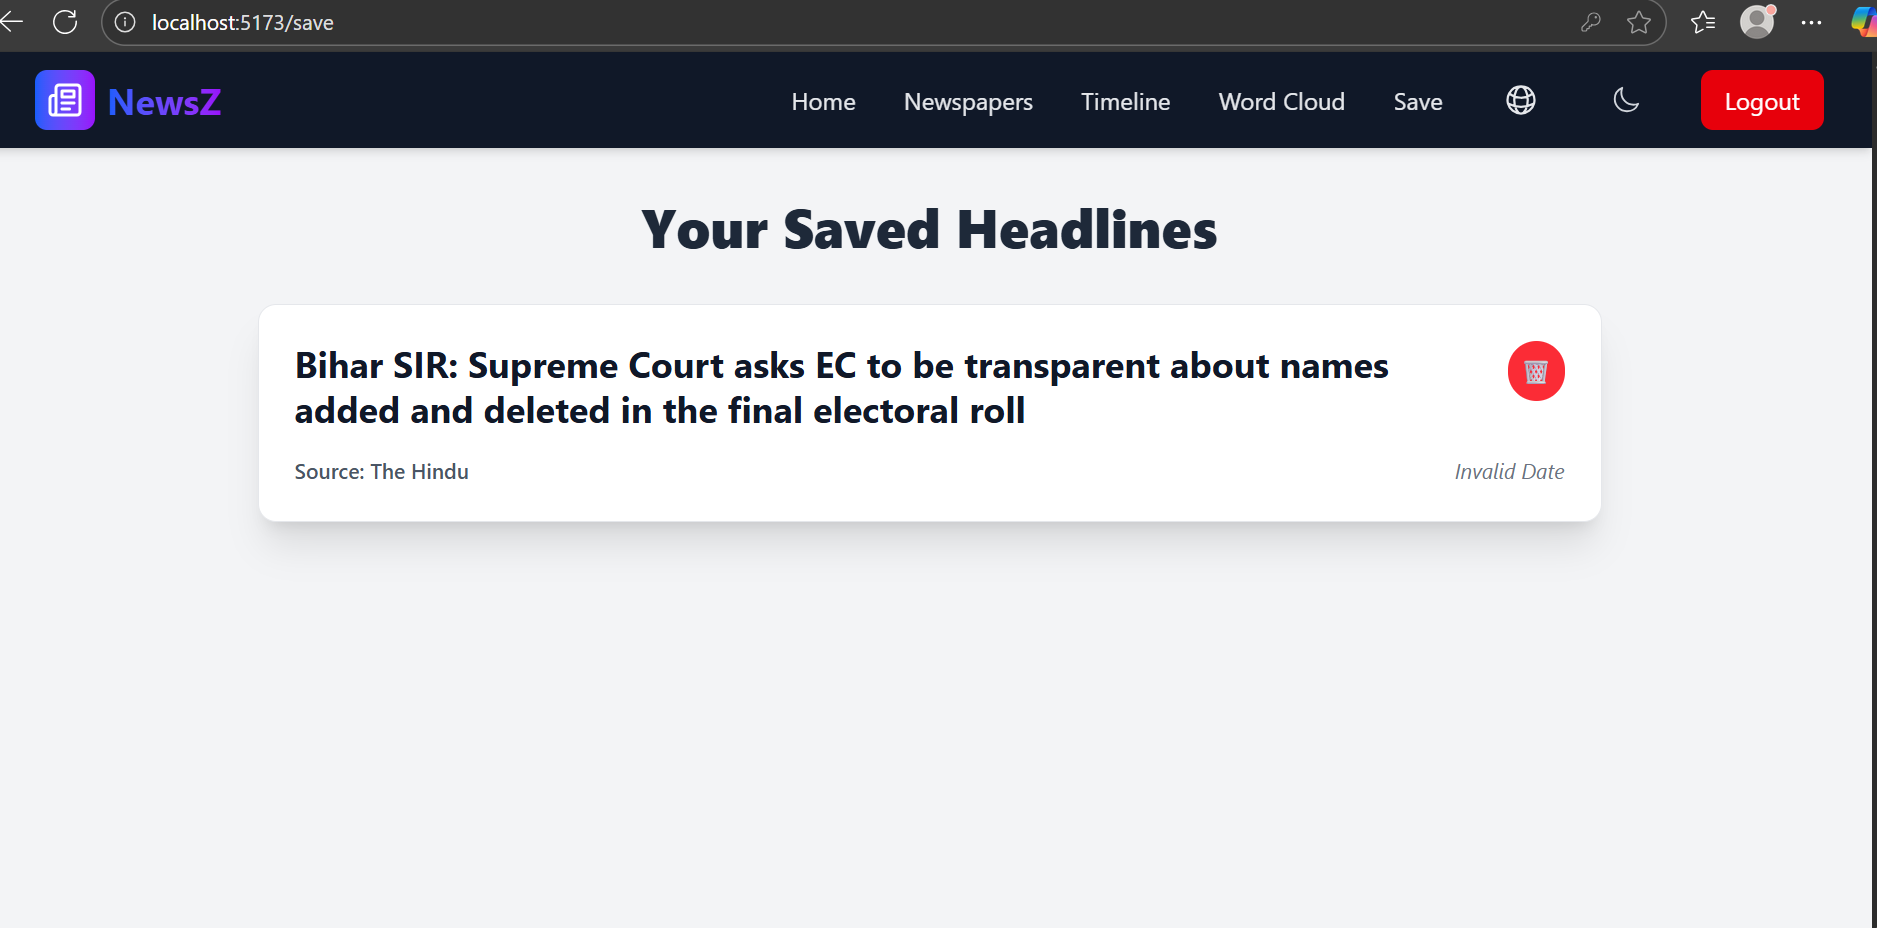 localhost:5173/save
NewsZ
Home
Newspapers
Timeline
Word Cloud
Save
Logout
Your Saved Headlines
Bihar SIR: Supreme Court asks EC to be transparent about names
added and deleted in the final electoral roll
Source: The Hindu
Invalid Date